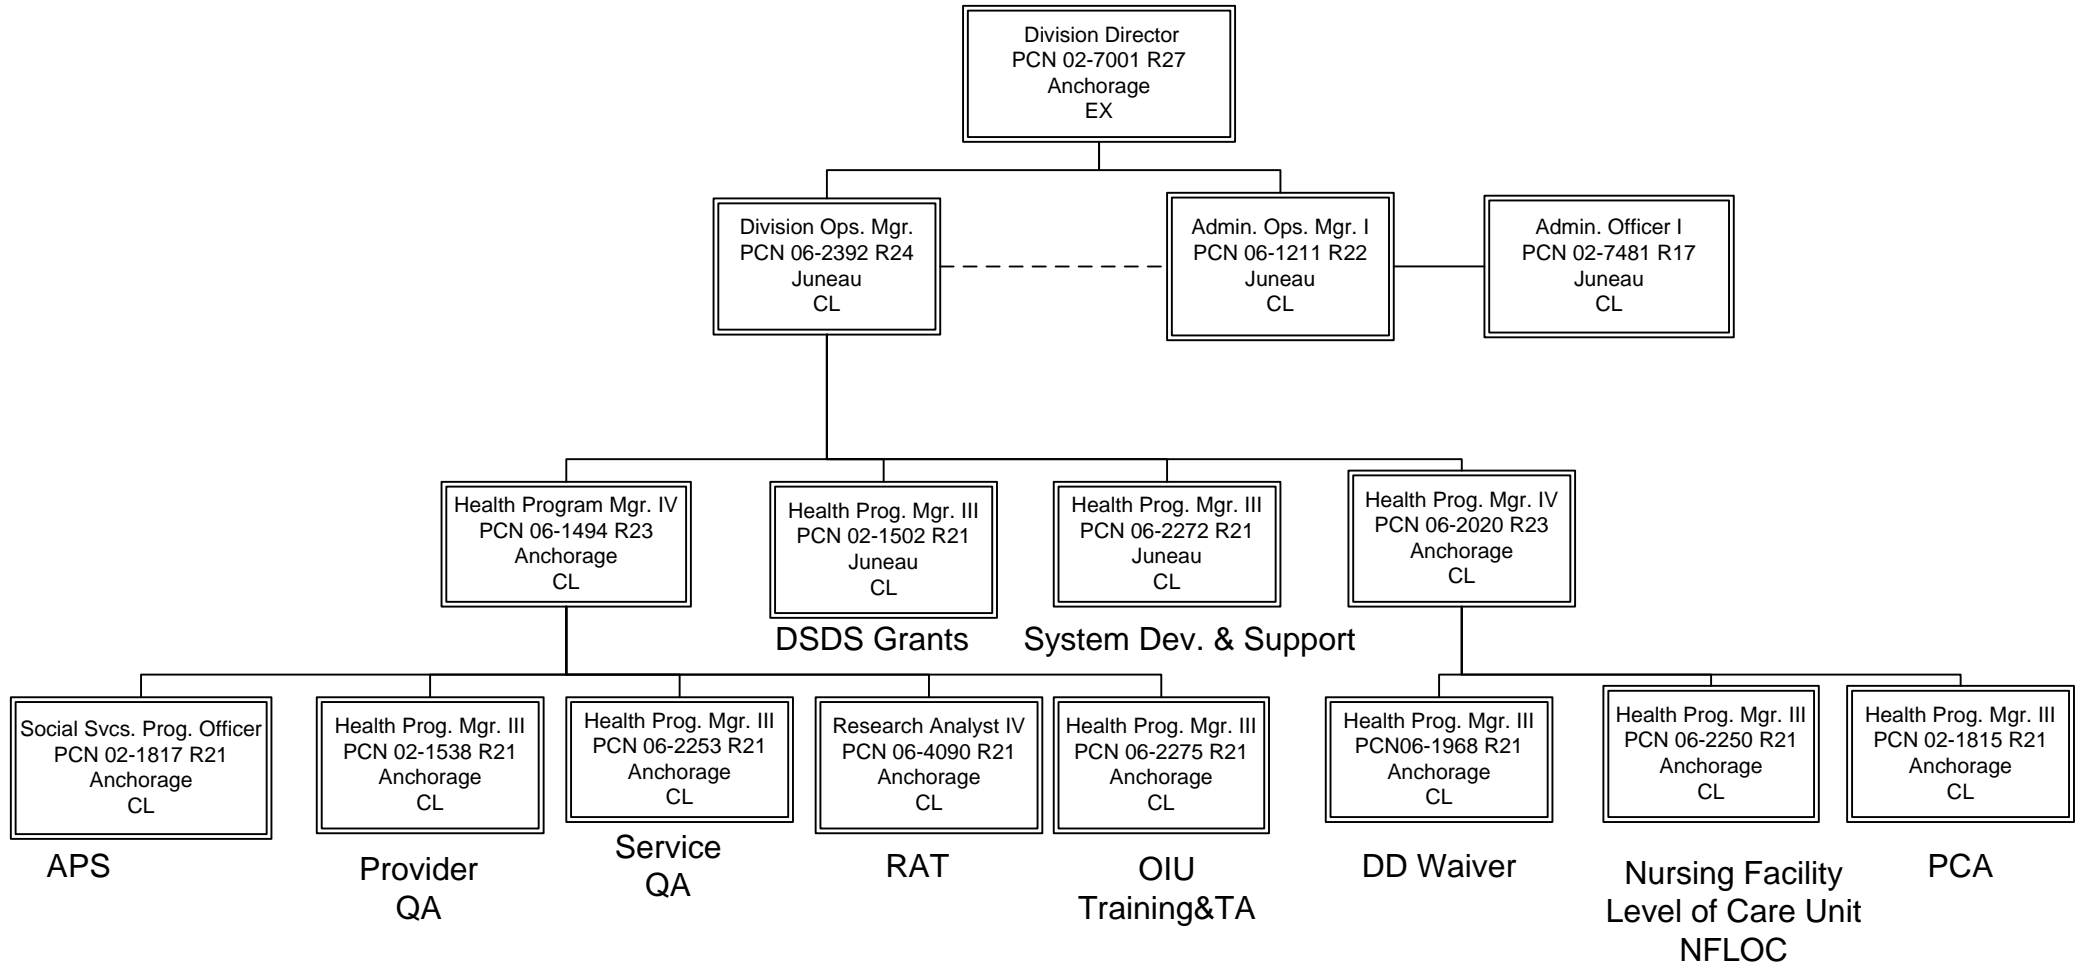 Division Director
PCN 02-7001 R27
Anchorage
EX
Division Ops. Mgr.
PCN 06-2392 R24
Juneau
CL
Admin. Ops. Mgr. I
PCN 06-1211 R22
Juneau
CL
Admin. Officer I
PCN 02-7481 R17
Juneau
CL
Health Program Mgr. IV
PCN 06-1494 R23
Anchorage
CL
Health Prog. Mgr. III
PCN 02-1502 R21
Juneau
CL
DSDS Grants
Health Prog. Mgr. III
PCN 06-2272 R21
Juneau
CL
System Dev. & Support
Health Prog. Mgr. IV
PCN 06-2020 R23
Anchorage
CL
Social Svcs. Prog. Officer
PCN 02-1817 R21
Anchorage
CL
APS
Health Prog. Mgr. III
PCN 02-1538 R21
Anchorage
CL
Provider
QA
Health Prog. Mgr. III
PCN 06-2253 R21
Anchorage
CL
Service
QA
Research Analyst IV
PCN 06-4090 R21
Anchorage
CL
RAT
Health Prog. Mgr. III
PCN 06-2275 R21
Anchorage
CL
OIU
Training&TA
Health Prog. Mgr. III
PCN06-1968 R21
Anchorage
CL
DD Waiver
Health Prog. Mgr. III
PCN 06-2250 R21
Anchorage
CL
Nursing Facility
Level of Care Unit
NFLOC
Health Prog. Mgr. III
PCN 02-1815 R21
Anchorage
CL
PCA